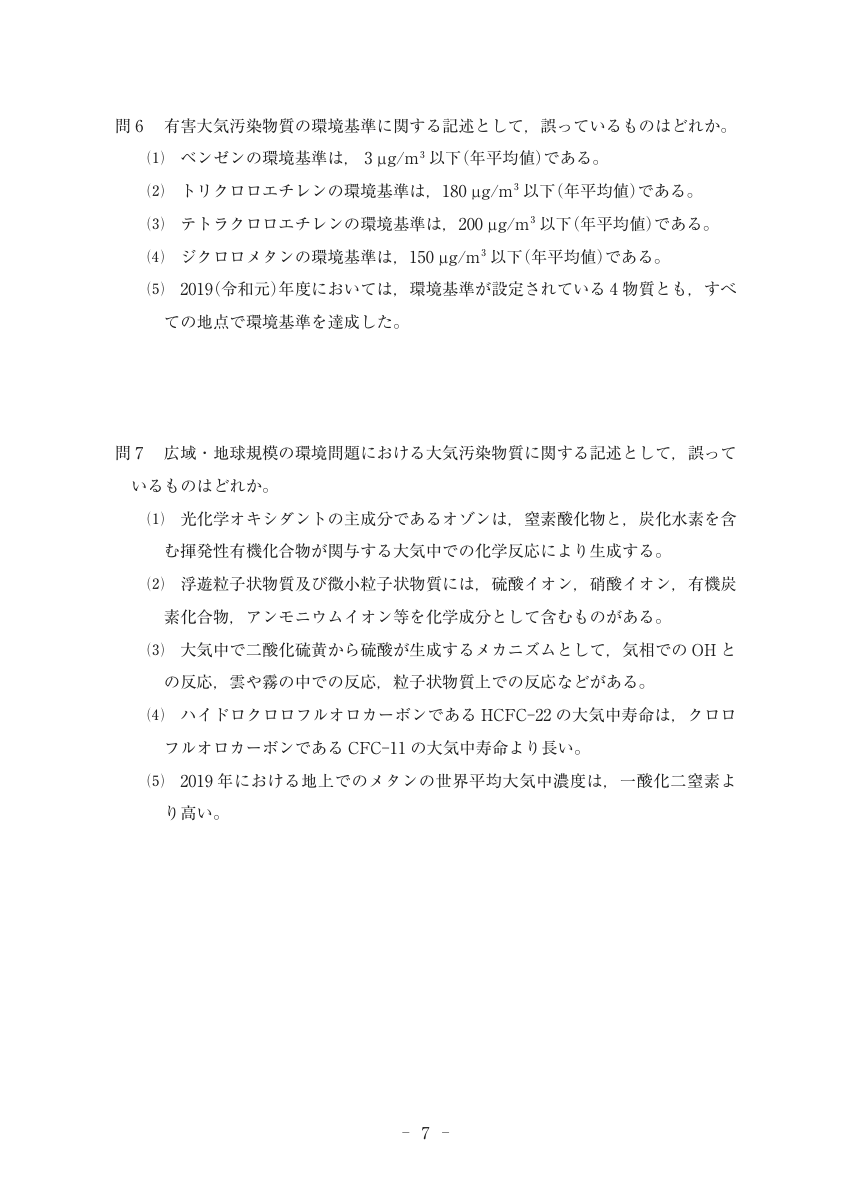 問6　有害大気汚染物質の環境基準に関する記述として，誤っているものはどれか。
⑴　ベンゼンの環境基準は，3 μg/m³ 以下（年平均値）である。
⑵　トリクロロエチレンの環境基準は，180 μg/m³ 以下（年平均値）である。
⑶　テトラクロロエチレンの環境基準は，200 μg/m³ 以下（年平均値）である。
⑷　ジクロロメタンの環境基準は，150 μg/m³ 以下（年平均値）である。
⑸　2019（令和元）年度においては，環境基準が設定されている 4 物質とも，すべ
ての地点で環境基準を達成した。
問7　広域・地球規模の環境問題における大気汚染物質に関する記述として，誤って
いるものはどれか。
⑴　光化学オキシダントの主成分であるオゾンは，窒素酸化物と，炭化水素を含
む揮発性有機化合物が関与する大気中での化学反応により生成する。
⑵　浮遊粒子状物質及び微小粒子状物質には，硫酸イオン，硝酸イオン，有機炭
素化合物，アンモニウムイオン等を化学成分として含むものがある。
⑶　大気中で二酸化硫黄から硫酸が生成するメカニズムとして，気相での OH と
の反応，雲や霧の中での反応，粒子状物質上での反応などがある。
⑷　ハイドロクロロフルオロカーボンである HCFC-22 の大気中寿命は，クロロ
フルオロカーボンである CFC-11 の大気中寿命より長い。
⑸　2019 年における地上でのメタンの世界平均大気中濃度は，一酸化二窒素よ
り高い。
- 7 -